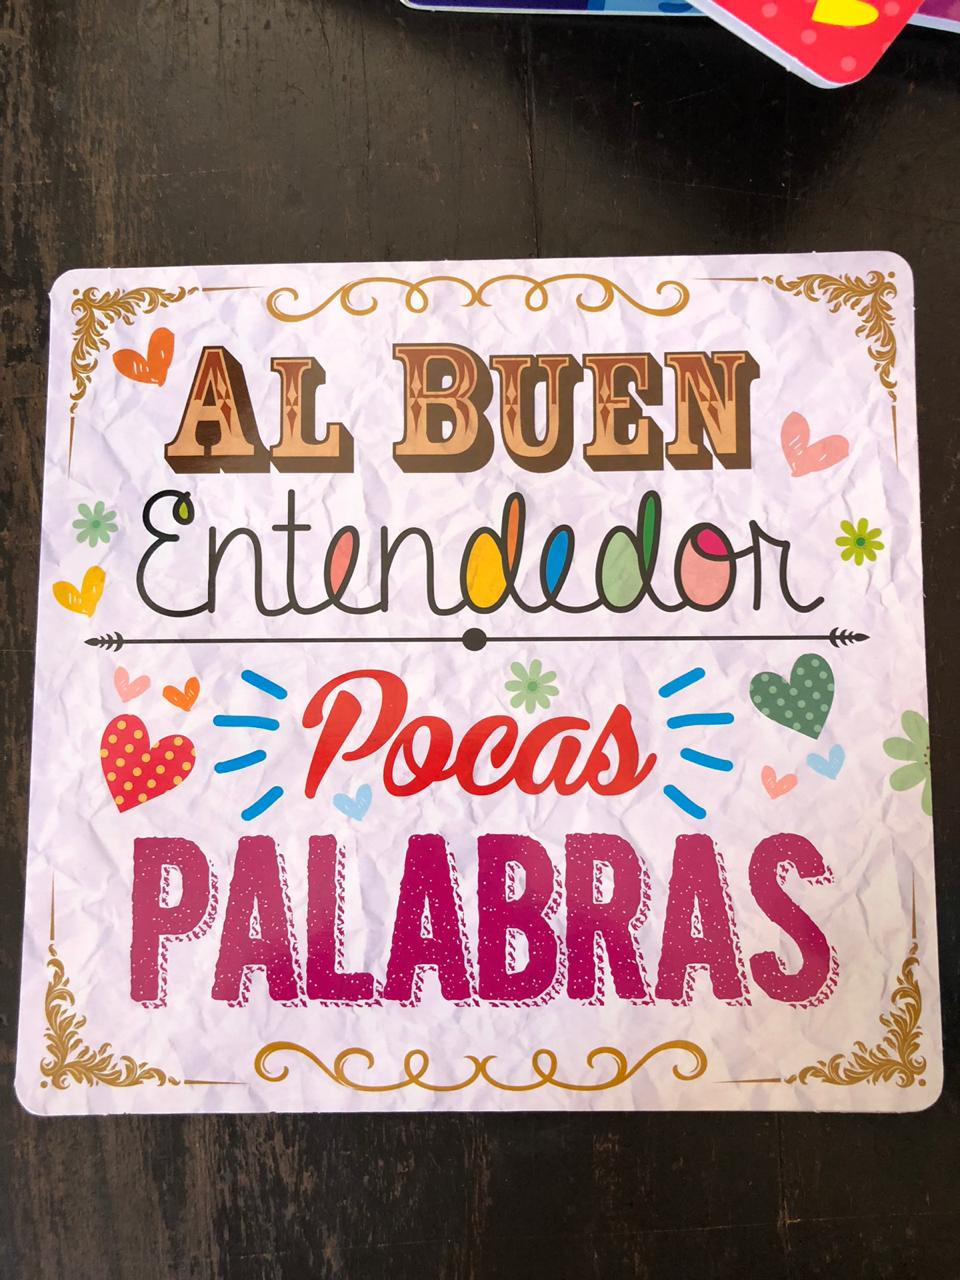 AL BUEN
Entendedor
Pocas
PALABRAS